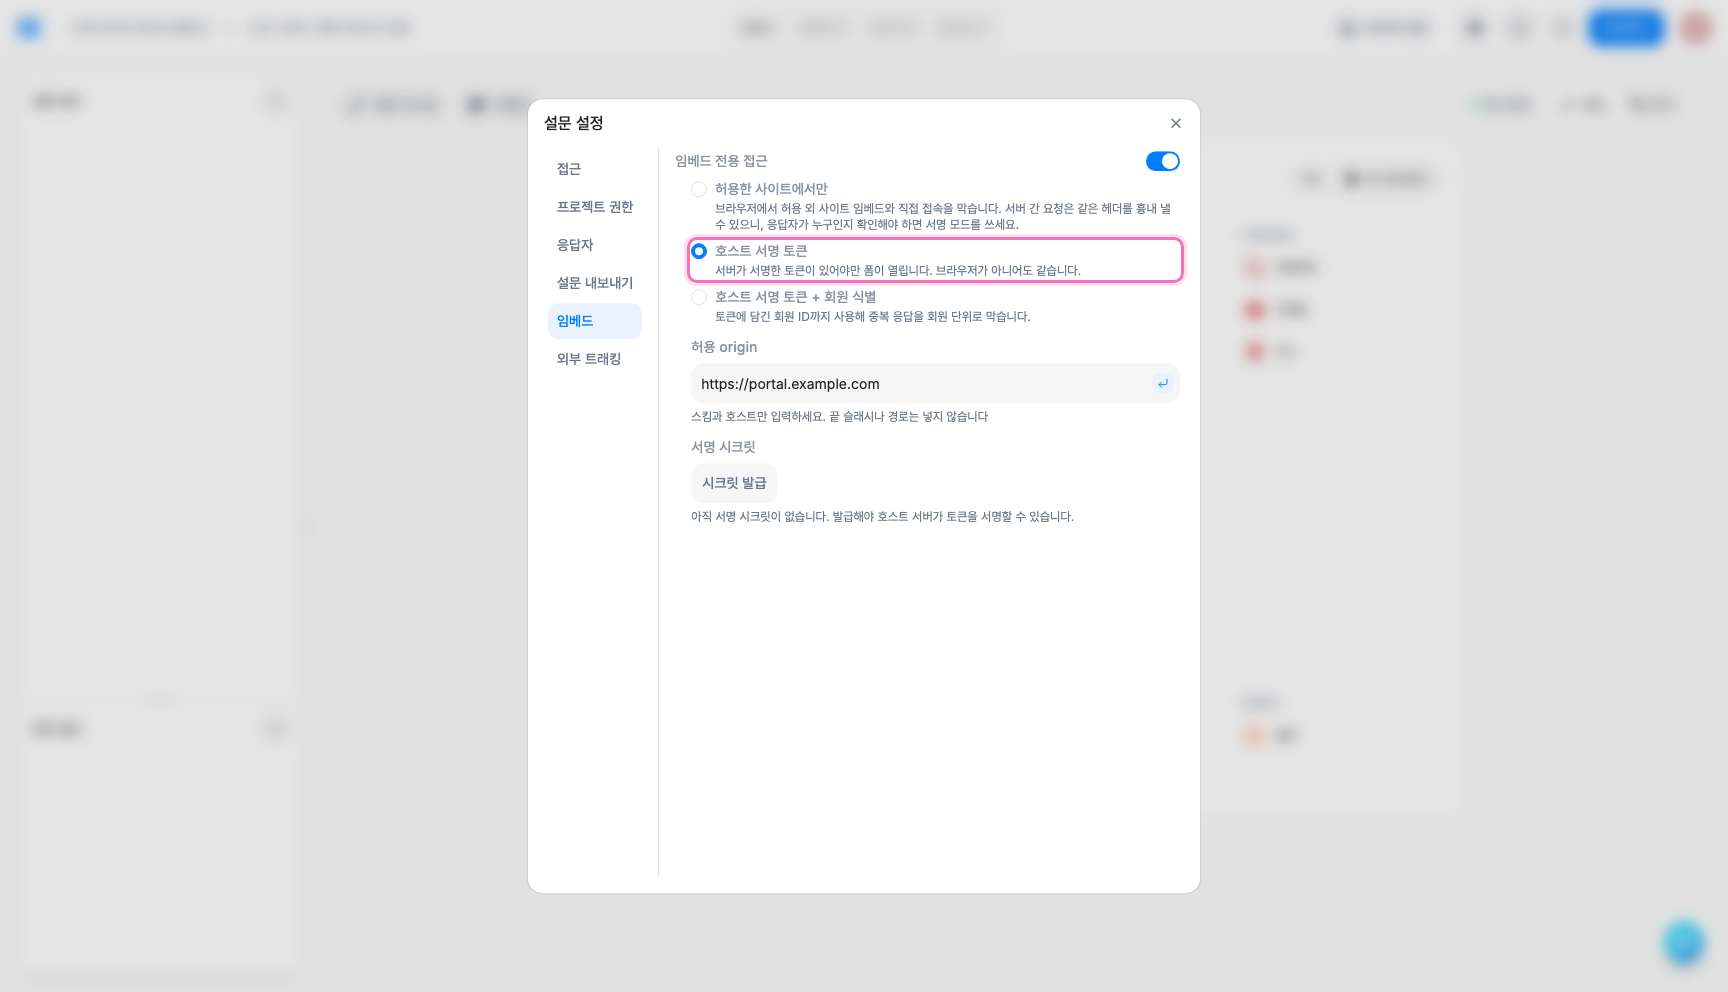 설문 설정
접근
프로젝트 권한
응답자
설문 내보내기
임베드
외부 트래킹
임베드 전용 접근
허용한 사이트에서만
브라우저에서 허용 외 사이트 임베드와 직접 접속을 막습니다. 서버 간 요청은 같은 헤더를 흉내 낼
수 있으니, 응답자가 누구인지 확인해야 하면 서명 모드를 쓰세요.
호스트 서명 토큰
서버가 서명한 토큰이 있어야만 폼이 열립니다. 브라우저가 아니어도 같습니다.
호스트 서명 토큰 + 회원 식별
토큰에 담긴 회원 ID까지 사용해 중복 응답을 회원 단위로 막습니다.
허용 origin
https://portal.example.com
스킴과 호스트만 입력하세요. 끝 슬래시나 경로는 넣지 않습니다
서명 시크릿
시크릿 발급
아직 서명 시크릿이 없습니다. 발급해야 호스트 서버가 토큰을 서명할 수 있습니다.